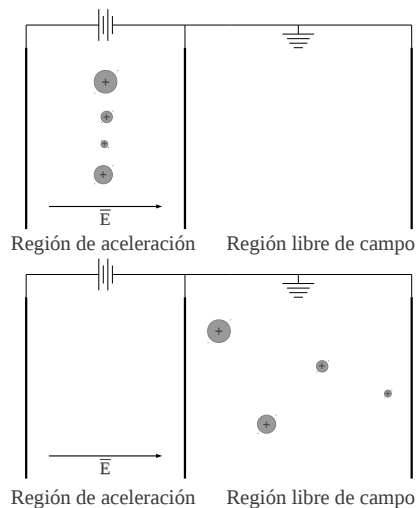 +
+
+
+
E
Región de aceleración Región libre de campo
+
+
+
+
E
Región de aceleración Región libre de campo